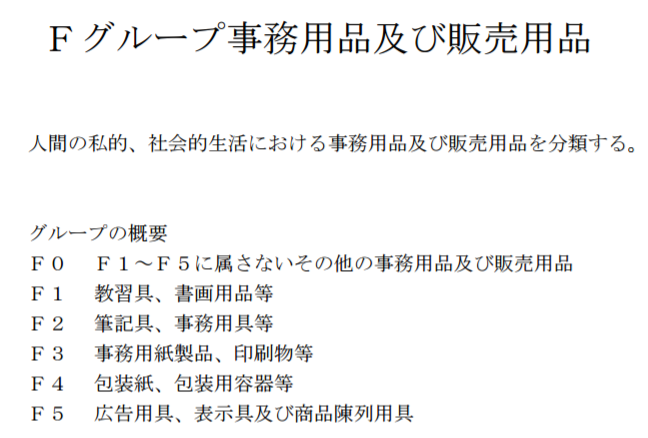 Ｆグループ事務用品及び販売用品
人間の私的、社会的生活における事務用品及び販売用品を分類する。
グループの概要
Ｆ０　Ｆ１～Ｆ５に属さないその他の事務用品及び販売用品
Ｆ１　教習具、書画用品等
Ｆ２　筆記具、事務用具等
Ｆ３　事務用紙製品、印刷物等
Ｆ４　包装紙、包装用容器等
Ｆ５　広告用具、表示具及び商品陳列用具